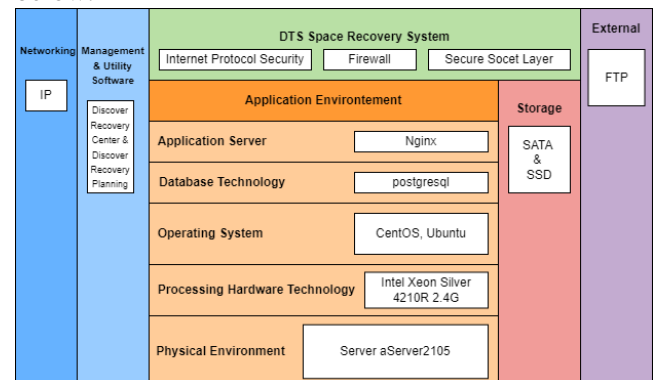 Networking
IP
Management
& Utility
Software
Discover
Recovery
Center &
Discover
Recovery
Planning
DTS Space Recovery System
Internet Protocol Security
Firewall
Secure Socet Layer
Application Environtement
Application Server
Nginx
Database Technology
postgresql
Operating System
CentOS, Ubuntu
Processing Hardware Technology
Intel Xeon Silver
4210R 2.4G
Physical Environment
Server aServer2105
Storage
SATA
&
SSD
External
FTP